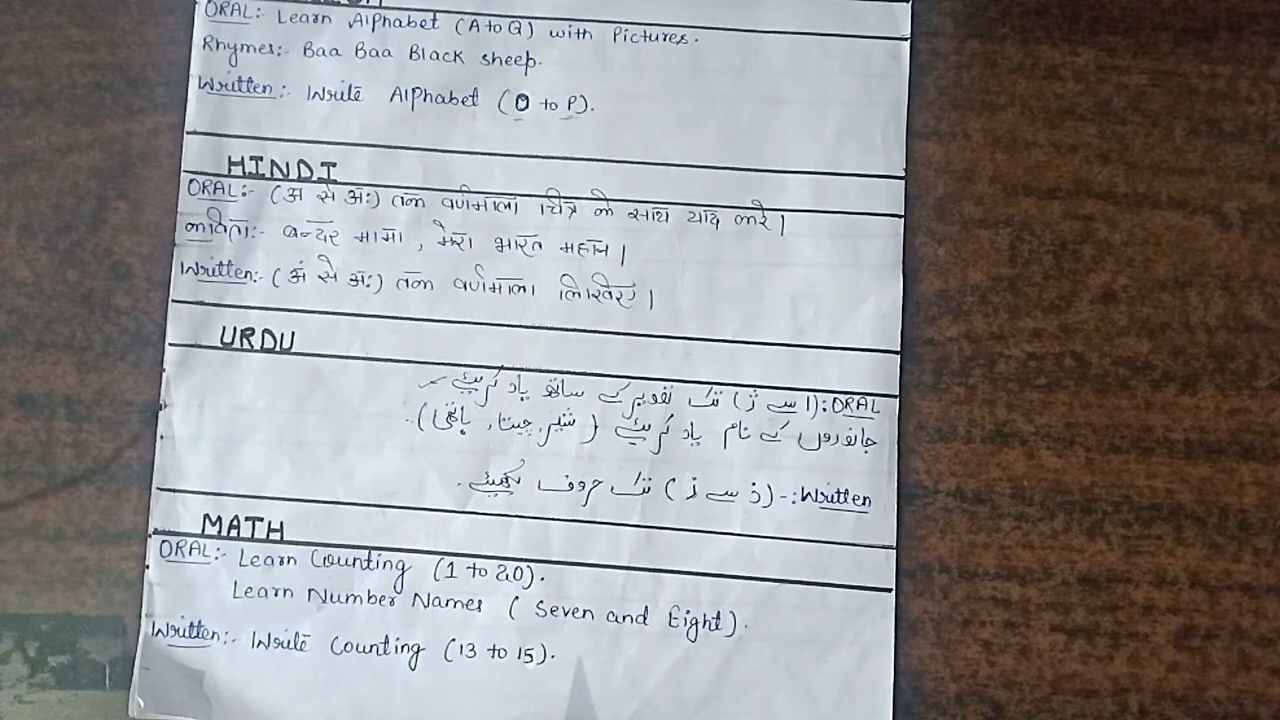 ORAL:- Learn Alphabet (A to Q) with Pictures.
Rhymes:- Baa Baa Black sheep.
Written:- Write Alphabet (O to P).
HINDI
ORAL:- (अ से अः) तक वर्णमाला चित्र के साथ याद करे।
कविता:- बन्दर मामा, मेरा भारत महान।
Written:- (अं से अः) तक वर्णमाला लिखिए।
URDU
ORAL: (ا سے ژ) تک تصویر کے ساتھ یاد کریئے
جانوروں کے نام یاد کریئے (شیر, چیتا, ہاتھی).
Written:- (ذ سے ژ) تک حروف لکھیئے.
MATH
ORAL:- Learn Counting (1 to 20).
Learn Number Names (Seven and Eight).
Written:- Write Counting (13 to 15).